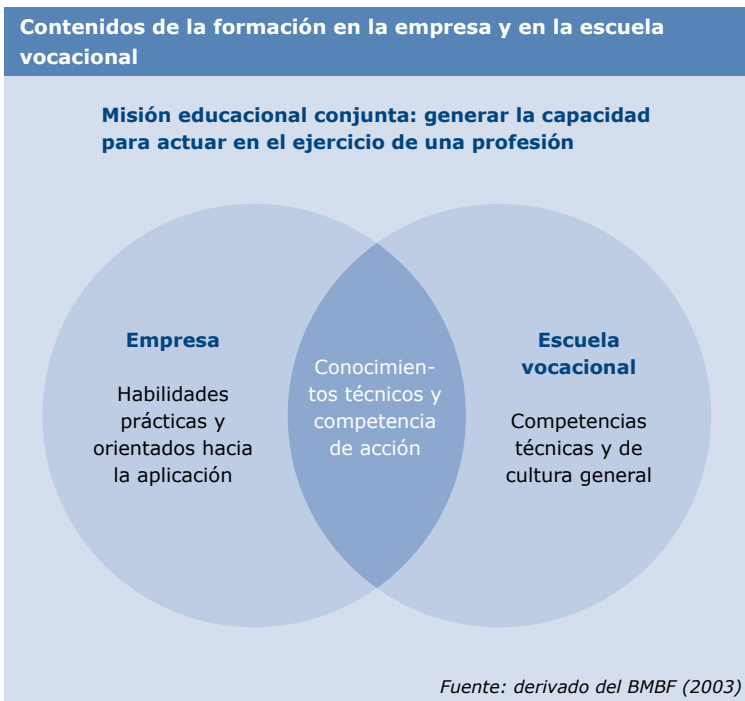 Contenidos de la formación en la empresa y en la escuela
vocacional
Misión educacional conjunta: generar la capacidad
para actuar en el ejercicio de una profesión
Empresa
Habilidades
prácticas y
orientados hacia
la aplicación
Conocimien-
tos técnicos y
competencia
de acción
Escuela
vocacional
Competencias
técnicas y de
cultura general
Fuente: derivado del BMBF (2003)